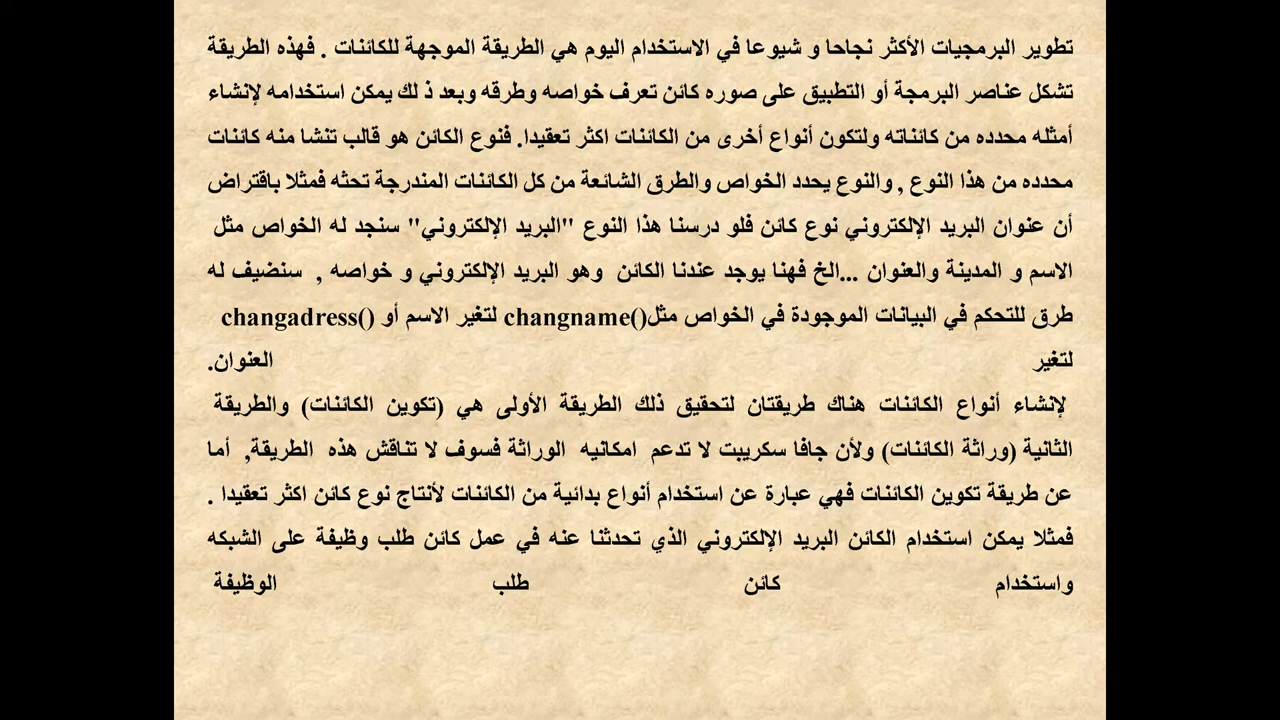 تطوير البرمجيات الأكثر نجاحا و شيوعا في الاستخدام اليوم هي الطريقة الموجهة للكائنات . فهذه الطريقة
تشكل عناصر البرمجة أو التطبيق على صوره كائن تعرف خواصه وطرقه وبعد ذ لك يمكن استخدامه لإنشاء
أمثله محدده من كائناته ولتكون أنواع أخرى من الكائنات اكثر تعقيدا. فنوع الكائن هو قالب تنشا منه كائنات
محدده من هذا النوع , والنوع يحدد الخواص والطرق الشائعة من كل الكائنات المندرجة تحثه فمثلا باقتراض
أن عنوان البريد الإلكتروني نوع كائن فلو درسنا هذا النوع "البريد الإلكتروني" سنجد له الخواص مثل
الاسم و المدينة والعنوان ...الخ فهنا يوجد عندنا الكائن وهو البريد الإلكتروني و خواصه , سنضيف له
طرق للتحكم في البيانات الموجودة في الخواص مثل()changname لتغير الاسم أو ()changadress
لتغير العنوان.
لإنشاء أنواع الكائنات هناك طريقتان لتحقيق ذلك الطريقة الأولى هي (تكوين الكائنات) والطريقة
الثانية (وراثة الكائنات) ولأن جافا سكريبت لا تدعم امكانيه الوراثة فسوف لا تناقش هذه الطريقة, أما
عن طريقة تكوين الكائنات فهي عبارة عن استخدام أنواع بدائية من الكائنات لأنتاج نوع كائن اكثر تعقيدا .
فمثلا يمكن استخدام الكائن البريد الإلكتروني الذي تحدثنا عنه في عمل كائن طلب وظيفة على الشبكه
واستخدام كائن طلب الوظيفة